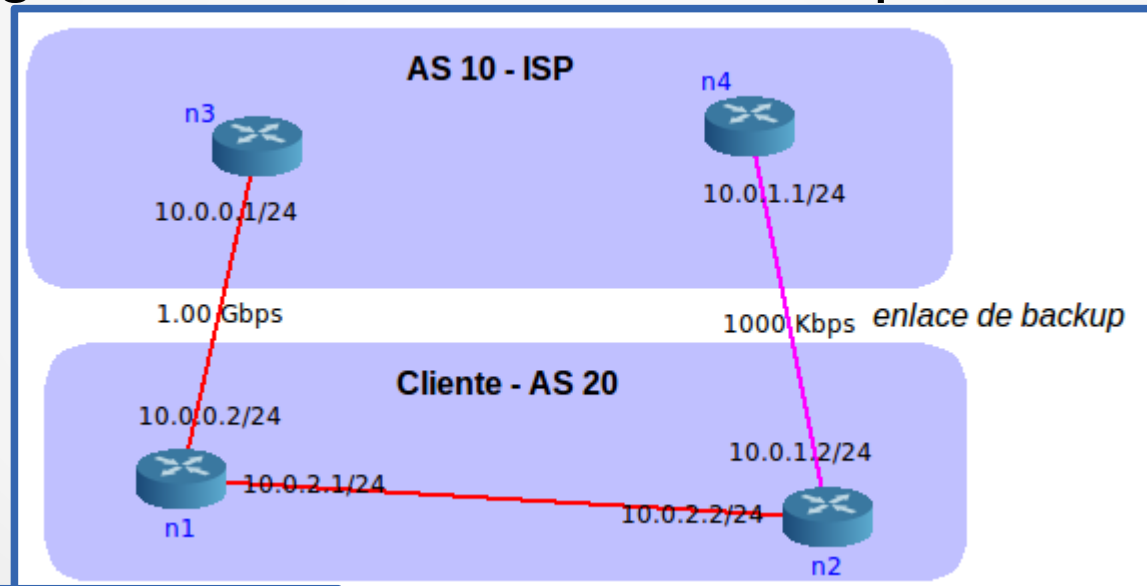 AS 10 - ISP
n3
n4
10.0.0.1/24
10.0.1.1/24
1.00 Gbps
1000 Kbps
enlace de backup
Cliente - AS 20
10.0.0.2/24
10.0.1.2/24
10.0.2.1/24
10.0.2.2/24
n1
n2